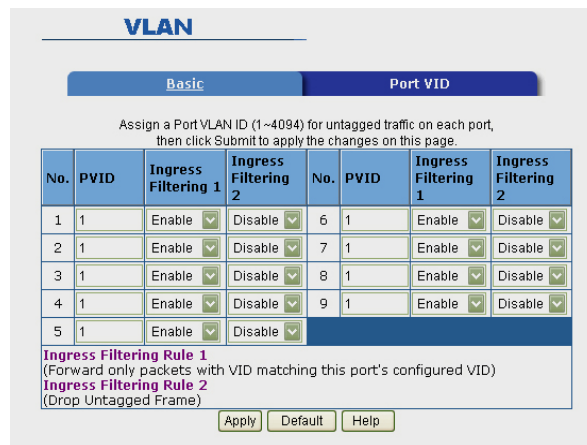 VLAN
Basic Port VID
Assign a Port VLAN ID (1~4094) for untagged traffic on each port,
then click Submit to apply the changes on this page.
No. PVID Ingress Filtering 1 Ingress Filtering 2 No. PVID Ingress Filtering 1 Ingress Filtering 2
1 1 Enable Disable 6 1 Enable Disable
2 1 Enable Disable 7 1 Enable Disable
3 1 Enable Disable 8 1 Enable Disable
4 1 Enable Disable 9 1 Enable Disable
5 1 Enable Disable
Ingress Filtering Rule 1
(Forward only packets with VID matching this port's configured VID)
Ingress Filtering Rule 2
(Drop Untagged Frame)
Apply Default Help